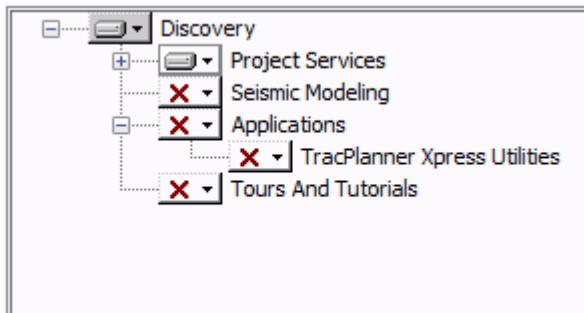 Discovery
Project Services
Seismic Modeling
Applications
TracPlanner Xpress Utilities
Tours And Tutorials